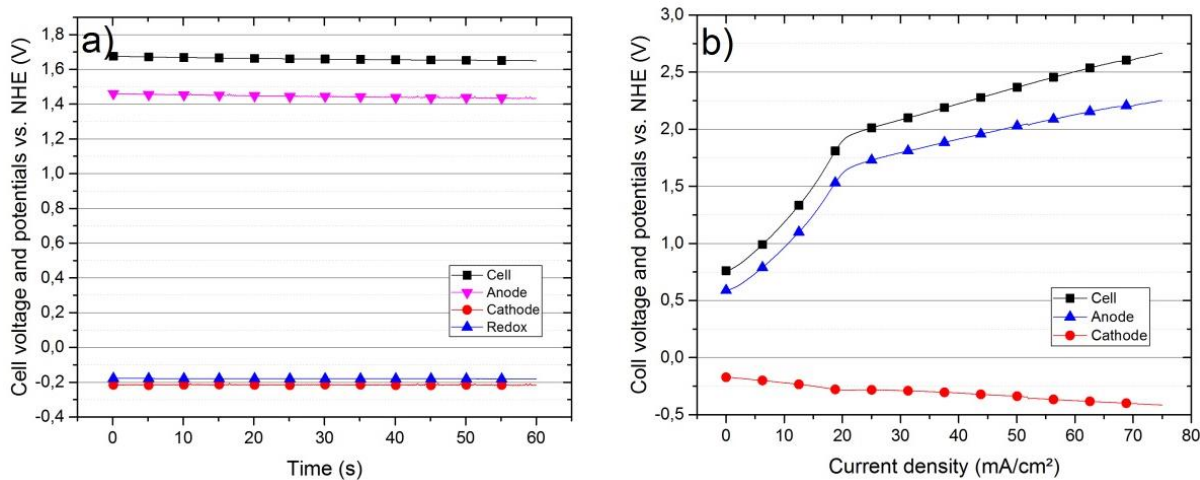 a)
Cell voltage and potentials vs. NHE (V)
1,8
1,6
1,4
1,2
1,0
0,8
0,6
0,4
0,2
0,0
-0,2
-0,4
Cell
Anode
Cathode
Redox
0 10 20 30 40 50 60
Time (s)
b)
Coll voltage and potentials vs. NHE (V)
3,0
2,5
2,0
1,5
1,0
0,5
0,0
-0,5
Cell
Anode
Cathode
0 10 20 30 40 50 60 70 80
Current density (mA/cm²)